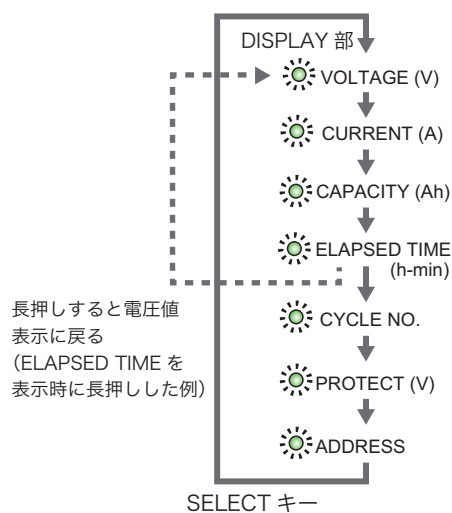 DISPLAY 部
VOLTAGE (V)
CURRENT (A)
CAPACITY (Ah)
ELAPSED TIME
(h-min)
CYCLE NO.
PROTECT (V)
ADDRESS
長押しすると電圧値
表示に戻る
（ELAPSED TIME を
表示時に長押しした例）
SELECT キー